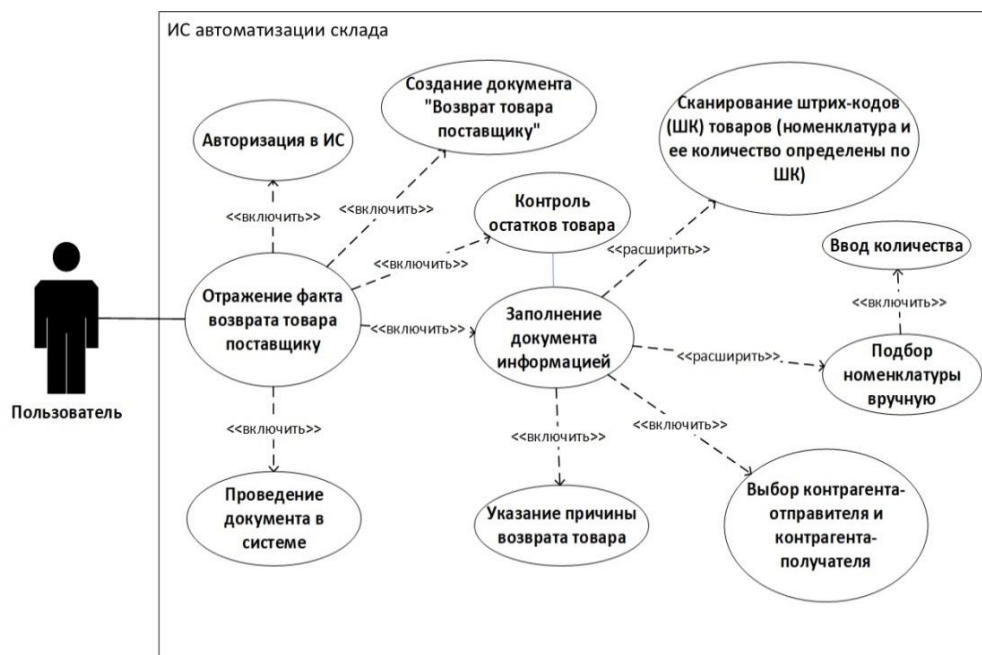 ИС автоматизации склада
Создание документа
"Возврат товара
поставщику"
Сканирование штрих-кодов
(ШК) товаров (номенклатура и
ее количество определены по
ШК)
Авторизация в ИС
<<включить>>
<<включить>>
Контроль
остатков товара
<<включить>>
<<расширить>>
Ввод количества
<<включить>>
Отражение факта
возврата товара
поставщику
<<включить>>
Заполнение
документа
информацией
<<расширить>>
Подбор
номенклатуры
вручную
Пользователь
<<включить>>
<<включить>>
<<включить>>
Проведение
документа в
системе
Указание причины
возврата товара
Выбор контрагента-
отправителя и
контрагента-
получателя